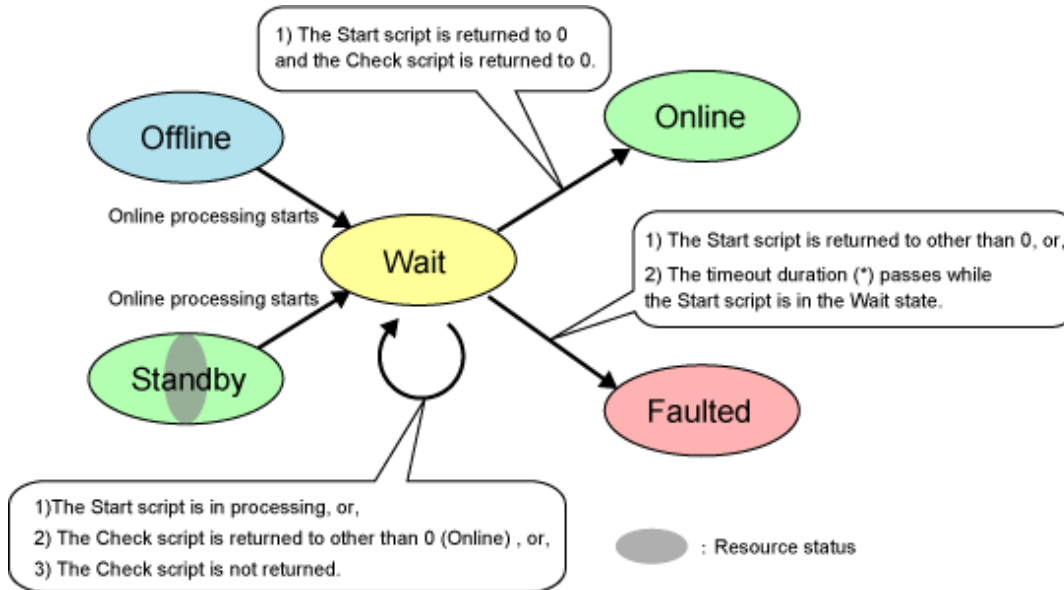 1) The Start script is returned to 0
and the Check script is returned to 0.
Offline
Online
Online processing starts
Wait
1) The Start script is returned to other than 0, or,
2) The timeout duration (*) passes while
the Start script is in the Wait state.
Online processing starts
Standby
Faulted
1)The Start script is in processing, or,
2) The Check script is returned to other than 0 (Online) , or,
3) The Check script is not returned.
: Resource status